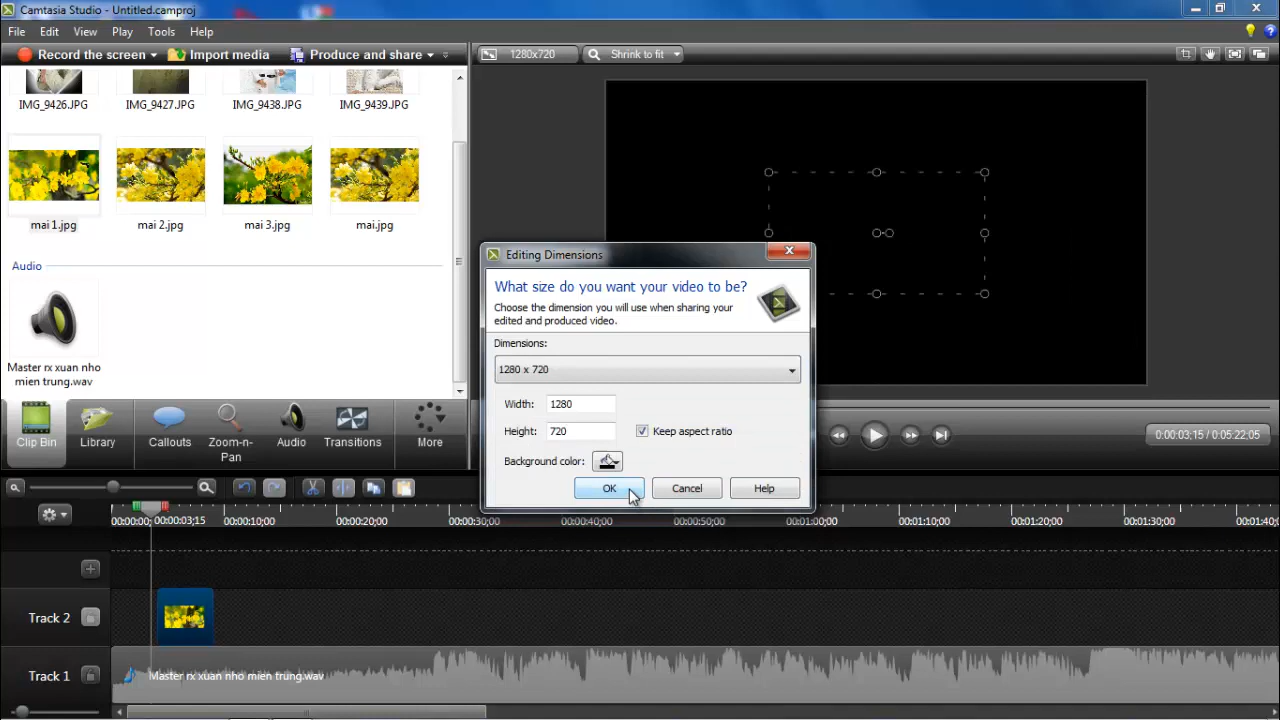 Camtasia Studio - Untitled.camproj
File Edit View Play Tools Help
Record the screen Import media Produce and share
1280x720 Shrink to fit
IMG_9426.JPG IMG_9427.JPG IMG_9438.JPG IMG_9439.JPG
mai 1.jpg mai 2.jpg mai 3.jpg mai.jpg
Audio
Master rx xuan nho
mien trung.wav
Editing Dimensions
What size do you want your video to be?
Choose the dimension you will use when sharing your
edited and produced video.
Dimensions:
1280 x 720
Width: 1280
Height: 720 Keep aspect ratio
Background color:
OK Cancel Help
Clip Bin Library Callouts Zoom-n-
Pan Audio Transitions More
0:00:03;15 / 0:05:22;05
00:00:00; 00:00:03;15 00:00:10;00 00:00:20;00 00:00:30;00 00:00:40;00 00:00:50;00 00:01:00;00 00:01:10;00 00:01:20;00 00:01:30;00 00:01:40;0
Track 2
Track 1 Master rx xuan nho mien trung.wav